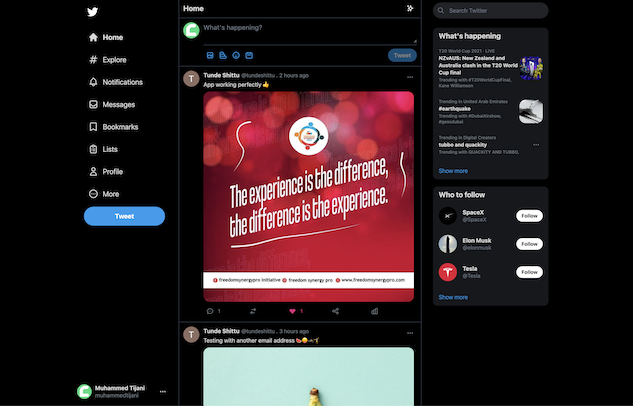 Home
Explore
Notifications
Messages
Bookmarks
Lists
Profile
More
Tweet
Muhammed Tijani
muhammedtijani
Home
What's happening?
Tweet
T
Tunde Shittu @tundeshittu . 2 hours ago
App working perfectly 👍
The experience is the difference,
the difference is the experience.
freedomsynergypro initiative freedom synergy pro www.freedomsynergypro.com
1
1
T
Tunde Shittu @tundeshittu . 3 hours ago
Testing with another email address
Search Twitter
What's happening
T20 World Cup 2021 · LIVE
NZvAUS: New Zealand and
Australia clash in the T20 World
Cup final
Trending with #T20WorldCupFinal,
Kane Williamson
Trending in United Arab Emirates
#earthquake
Trending with #DubaiAirshow,
Trending in Digital Creators
tubbo and quackity
Trending with QUACKITY AND TUBBO,
Show more
Who to follow
SpaceX
@SpaceX
Follow
Elon Musk
@elonmusk
Follow
Tesla
@Tesla
Follow
Show more